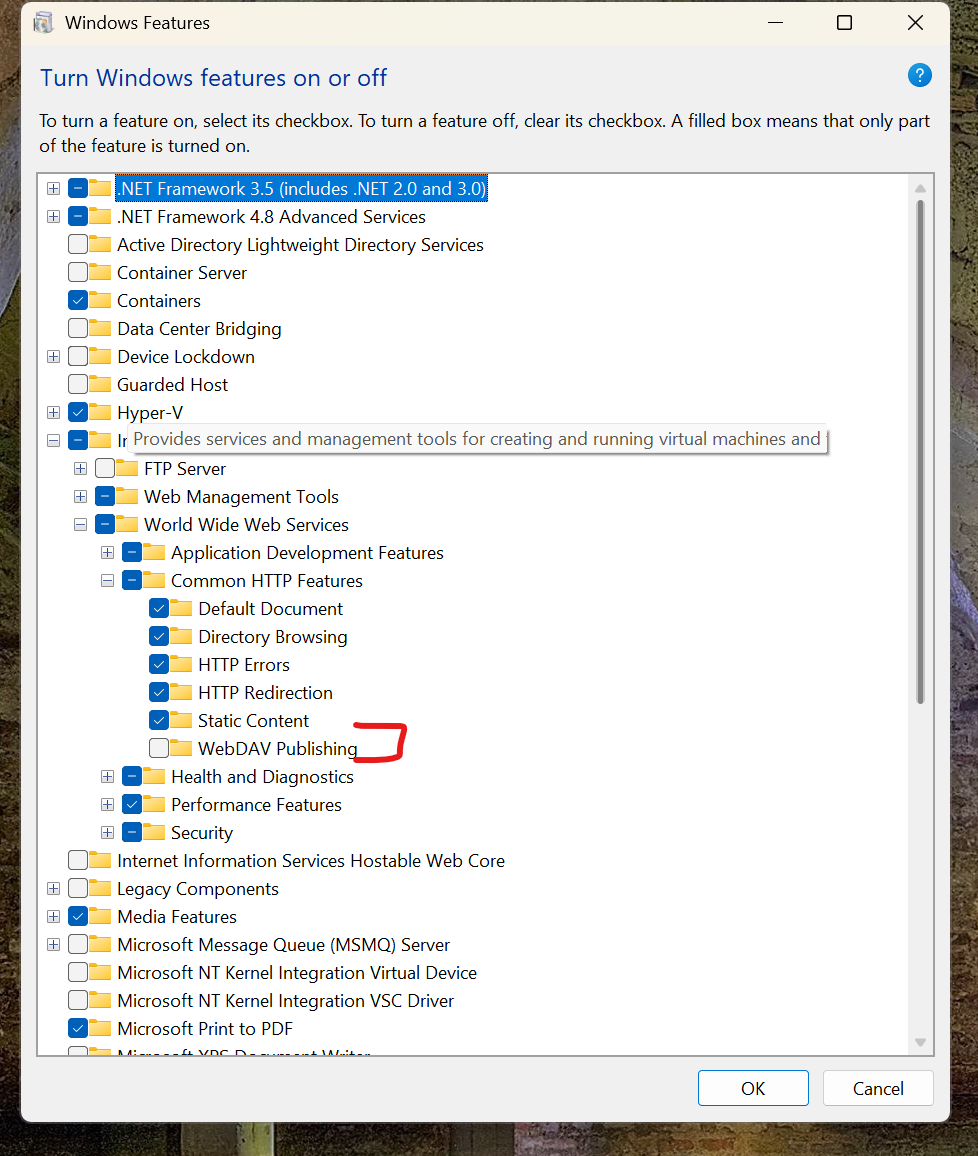 Windows Features
Turn Windows features on or off
?
To turn a feature on, select its checkbox. To turn a feature off, clear its checkbox. A filled box means that only part
of the feature is turned on.
.NET Framework 3.5 (includes .NET 2.0 and 3.0)
.NET Framework 4.8 Advanced Services
Active Directory Lightweight Directory Services
Container Server
Containers
Data Center Bridging
Device Lockdown
Guarded Host
Hyper-V
Provides services and management tools for creating and running virtual machines and
FTP Server
Web Management Tools
World Wide Web Services
Application Development Features
Common HTTP Features
Default Document
Directory Browsing
HTTP Errors
HTTP Redirection
Static Content
WebDAV Publishing
Health and Diagnostics
Performance Features
Security
Internet Information Services Hostable Web Core
Legacy Components
Media Features
Microsoft Message Queue (MSMQ) Server
Microsoft NT Kernel Integration Virtual Device
Microsoft NT Kernel Integration VSC Driver
Microsoft Print to PDF
Microsoft XPS Document Writer
OK
Cancel